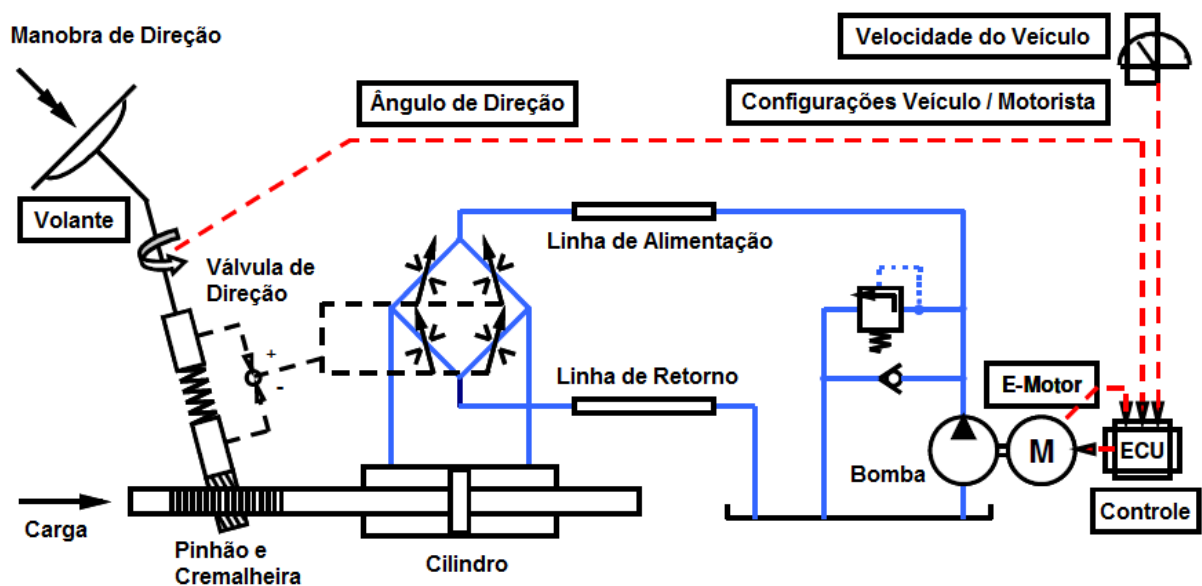 Manobra de Direção
Velocidade do Veículo
Ângulo de Direção
Configurações Veículo / Motorista
Volante
Linha de Alimentação
Válvula de
Direção
+
-
Linha de Retorno
E-Motor
M
ECU
Bomba
Controle
Carga
Pinhão e
Cremalheira
Cilindro